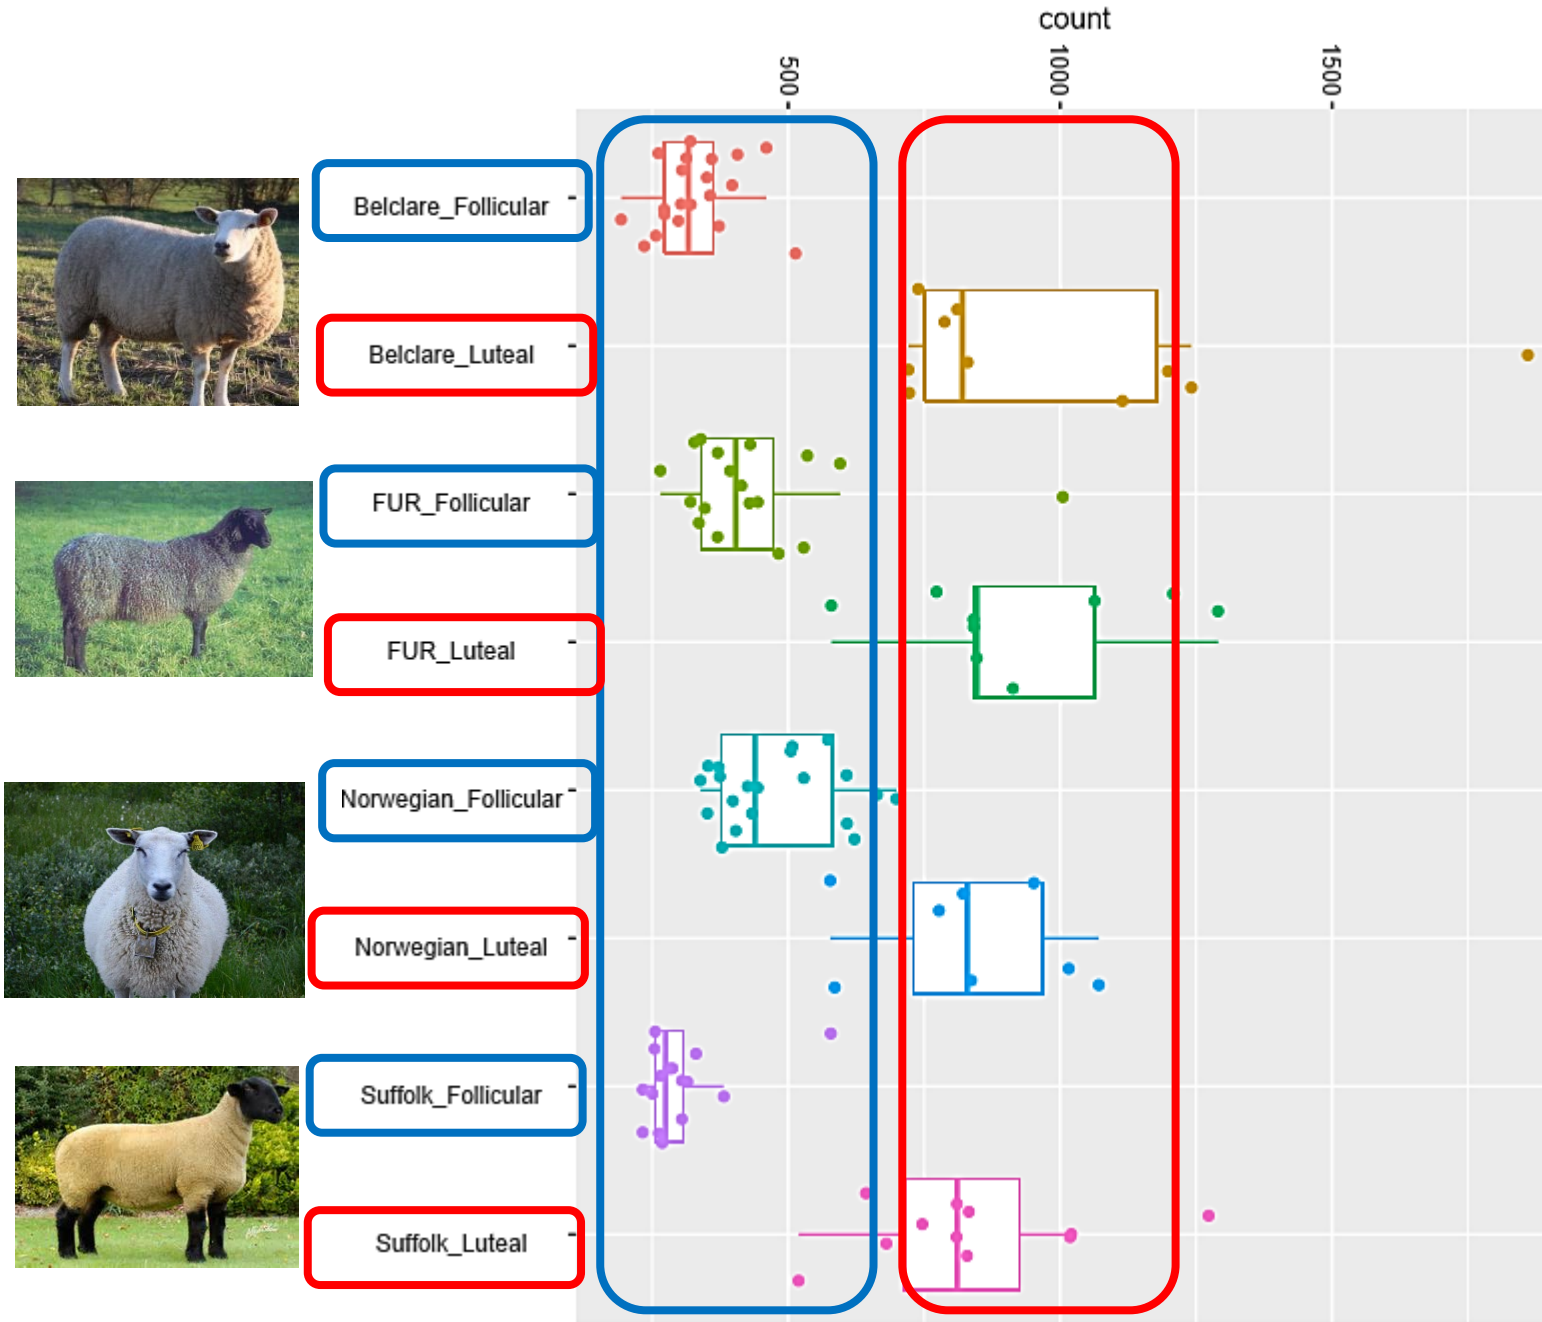 count
500
1000
1500
Belclare_Follicular
Belclare_Luteal
FUR_Follicular
FUR_Luteal
Norwegian_Follicular
Norwegian_Luteal
Suffolk_Follicular
Suffolk_Luteal